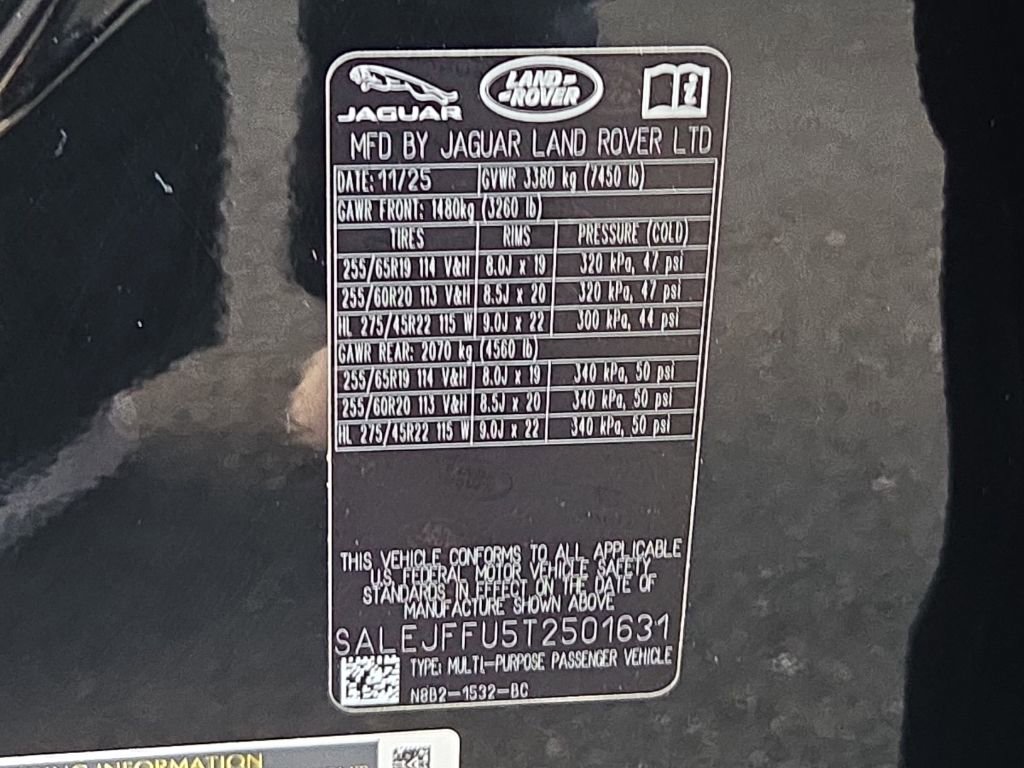 JAGUAR
LAND-
-ROVER
i
MFD BY JAGUAR LAND ROVER LTD
DATE: 11/25 GVWR 3380 kg (7450 lb)
GAWR FRONT: 1480kg (3260 lb)
TIRES RIMS PRESSURE (COLD)
255/65R19 114 V&H 8.0J x 19 320 kPa, 47 psi
255/60R20 113 V&H 8.5J x 20 320 kPa, 47 psi
HL 275/45R22 115 W 9.0J x 22 300 kPa, 44 psi
GAWR REAR: 2070 kg (4560 lb)
255/65R19 114 V&H 8.0J x 19 340 kPa, 50 psi
255/60R20 113 V&H 8.5J x 20 340 kPa, 50 psi
HL 275/45R22 115 W 9.0J x 22 340 kPa, 50 psi
THIS VEHICLE CONFORMS TO ALL APPLICABLE
U.S. FEDERAL MOTOR VEHICLE SAFETY
STANDARDS IN EFFECT ON THE DATE OF
MANUFACTURE SHOWN ABOVE
SALEJFFU5T2501631
TYPE: MULTI-PURPOSE PASSENGER VEHICLE
N8B2-1532-BC
INFORMATION